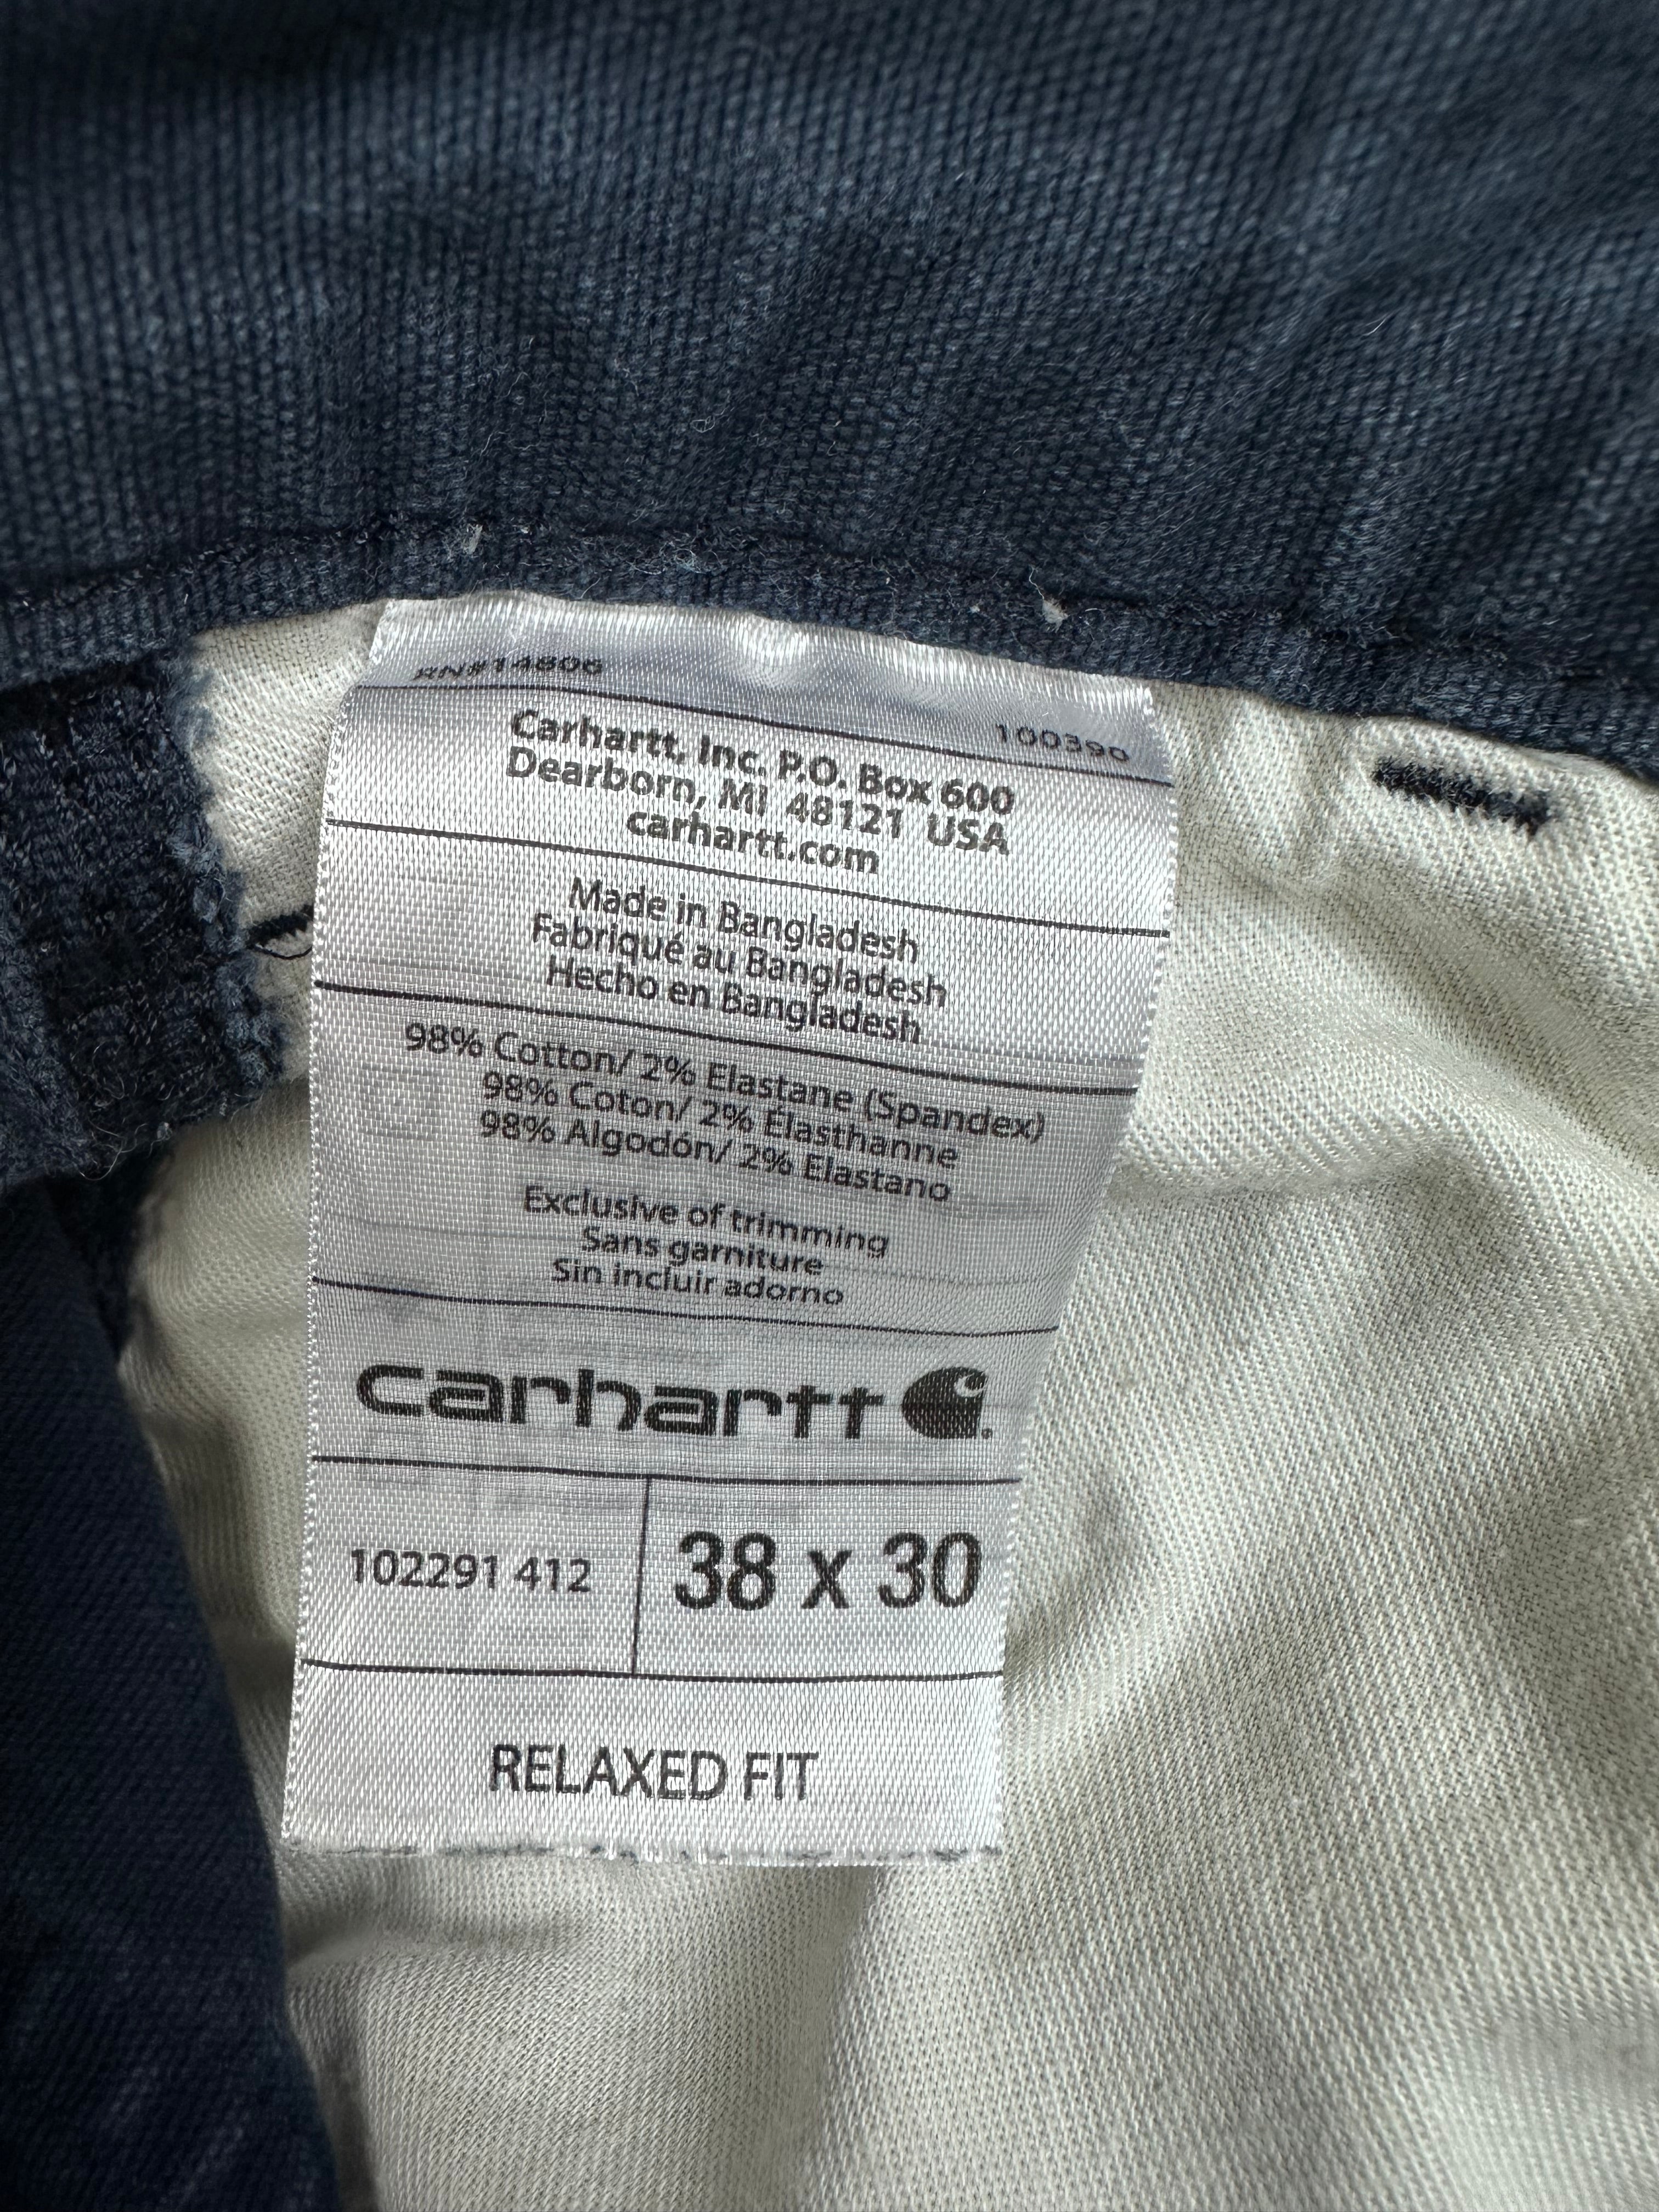 RN#14806
100390
Carhartt, Inc. P.O. Box 600
Dearborn, MI 48121 USA
carhartt.com
Made in Bangladesh
Fabriqué au Bangladesh
Hecho en Bangladesh
98% Cotton/ 2% Elastane (Spandex)
98% Coton/ 2% Élasthanne
98% Algodón/ 2% Elastano
Exclusive of trimming
Sans garniture
Sin incluir adorno
carhartt
102291 412
38 x 30
RELAXED FIT